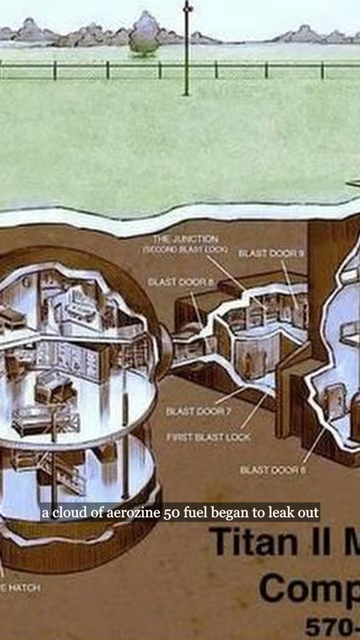 THE JUNCTION
(SECOND BLAST LOCK)
BLAST DOOR 9
BLAST DOOR 8
BLAST DOOR 7
FIRST BLAST LOCK
BLAST DOOR 6
a cloud of aerozine 50 fuel began to leak out
Titan II M
Comp
570-
E HATCH